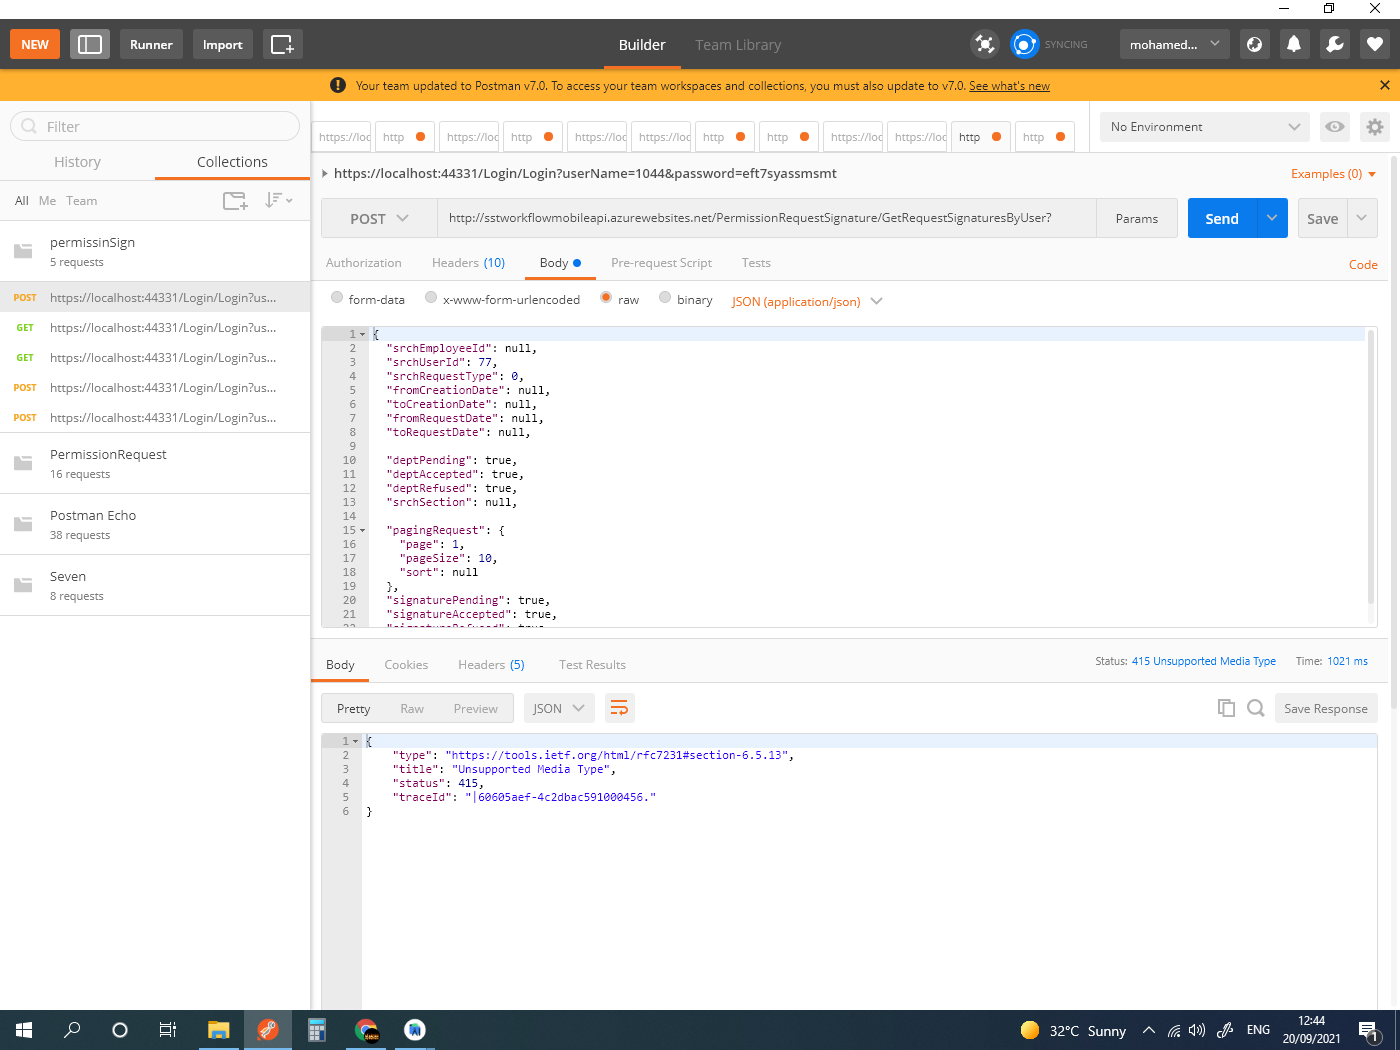 NEW
Runner
Import
Builder
Team Library
SYNCING
mohamed...
Your team updated to Postman v7.0. To access your team workspaces and collections, you must also update to v7.0. See what's new
Filter
History
Collections
All Me Team
permissinSign
5 requests
POST https://localhost:44331/Login/Login?us...
GET https://localhost:44331/Login/Login?us...
GET https://localhost:44331/Login/Login?us...
POST https://localhost:44331/Login/Login?us...
POST https://localhost:44331/Login/Login?us...
PermissionRequest
16 requests
Postman Echo
38 requests
Seven
8 requests
https://loc http https://loc http https://loc https://loc http http https://loc https://loc http http
No Environment
https://localhost:44331/Login/Login?userName=1044&password=eft7syassmsmt
Examples (0)
POST
http://sstworkflowmobileapi.azurewebsites.net/PermissionRequestSignature/GetRequestSignaturesByUser?
Params
Send
Save
Authorization
Headers (10)
Body
Pre-request Script
Tests
Code
form-data
x-www-form-urlencoded
raw
binary
JSON (application/json)
1 {
2 "srchEmployeeId": null,
3 "srchUserId": 77,
4 "srchRequestType": 0,
5 "fromCreationDate": null,
6 "toCreationDate": null,
7 "fromRequestDate": null,
8 "toRequestDate": null,
9
10 "deptPending": true,
11 "deptAccepted": true,
12 "deptRefused": true,
13 "srchSection": null,
14
15 "pagingRequest": {
16 "page": 1,
17 "pageSize": 10,
18 "sort": null
19 },
20 "signaturePending": true,
21 "signatureAccepted": true,
Body
Cookies
Headers (5)
Test Results
Status: 415 Unsupported Media Type
Time: 1021 ms
Pretty
Raw
Preview
JSON
Save Response
1 {
2 "type": "https://tools.ietf.org/html/rfc7231#section-6.5.13",
3 "title": "Unsupported Media Type",
4 "status": 415,
5 "traceId": "|60605aef-4c2dbac591000456."
6 }
32°C Sunny
ENG
12:44
20/09/2021
1